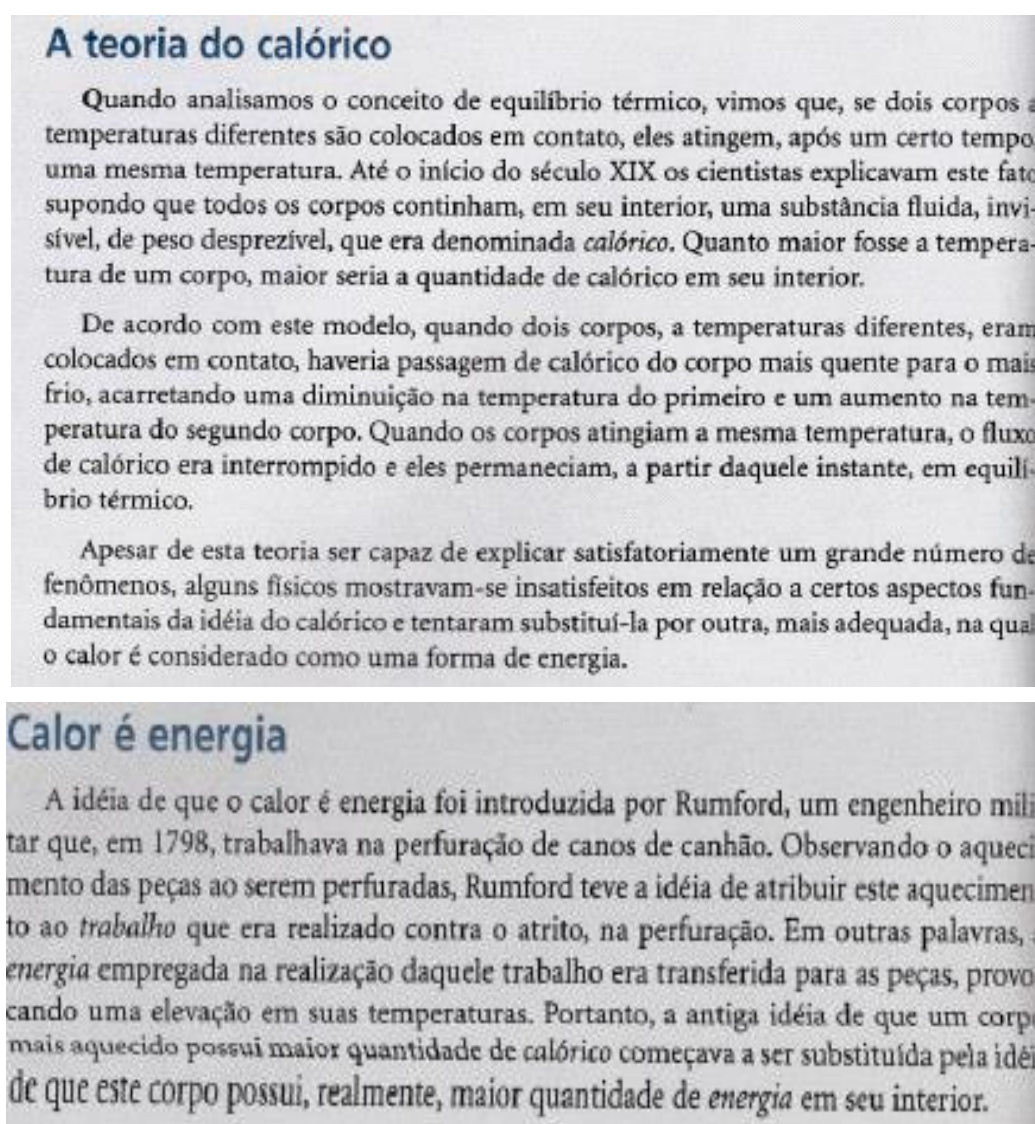 A teoria do calórico
Quando analisamos o conceito de equilíbrio térmico, vimos que, se dois corpos a
temperaturas diferentes são colocados em contato, eles atingem, após um certo tempo,
uma mesma temperatura. Até o início do século XIX os cientistas explicavam este fato
supondo que todos os corpos continham, em seu interior, uma substância fluida, invi-
sível, de peso desprezível, que era denominada calórico. Quanto maior fosse a tempera-
tura de um corpo, maior seria a quantidade de calórico em seu interior.
De acordo com este modelo, quando dois corpos, a temperaturas diferentes, eram
colocados em contato, haveria passagem de calórico do corpo mais quente para o mais
frio, acarretando uma diminuição na temperatura do primeiro e um aumento na tem-
peratura do segundo corpo. Quando os corpos atingiam a mesma temperatura, o fluxo
de calórico era interrompido e eles permaneciam, a partir daquele instante, em equilí-
brio térmico.
Apesar de esta teoria ser capaz de explicar satisfatoriamente um grande número de
fenômenos, alguns físicos mostravam-se insatisfeitos em relação a certos aspectos fun-
damentais da idéia do calórico e tentaram substituí-la por outra, mais adequada, na qual
o calor é considerado como uma forma de energia.
Calor é energia
A idéia de que o calor é energia foi introduzida por Rumford, um engenheiro mili
tar que, em 1798, trabalhava na perfuração de canos de canhão. Observando o aqueci
mento das peças ao serem perfuradas, Rumford teve a idéia de atribuir este aquecimen
to ao trabalho que era realizado contra o atrito, na perfuração. Em outras palavras,
energia empregada na realização daquele trabalho era transferida para as peças, provo
cando uma elevação em suas temperaturas. Portanto, a antiga idéia de que um corp
mais aquecido possui maior quantidade de calórico começava a ser substituída pela idéi
de que este corpo possui, realmente, maior quantidade de energia em seu interior.